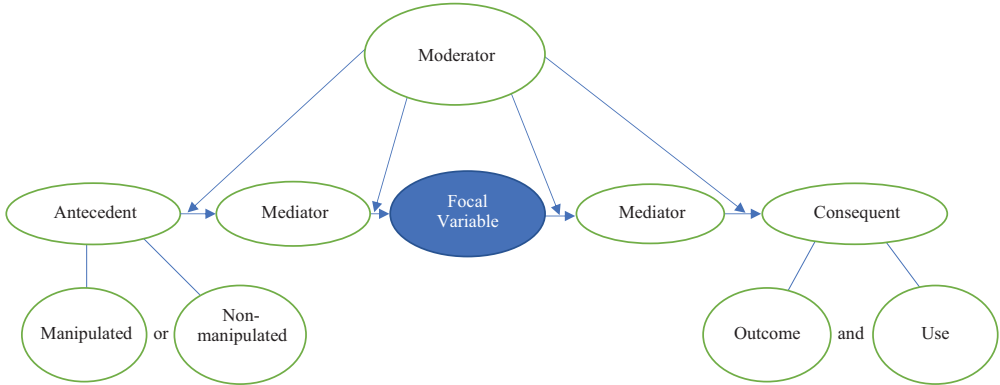 Moderator
Antecedent
Mediator
Focal
Variable
Mediator
Consequent
Manipulated
or
Non-
manipulated
Outcome
and
Use